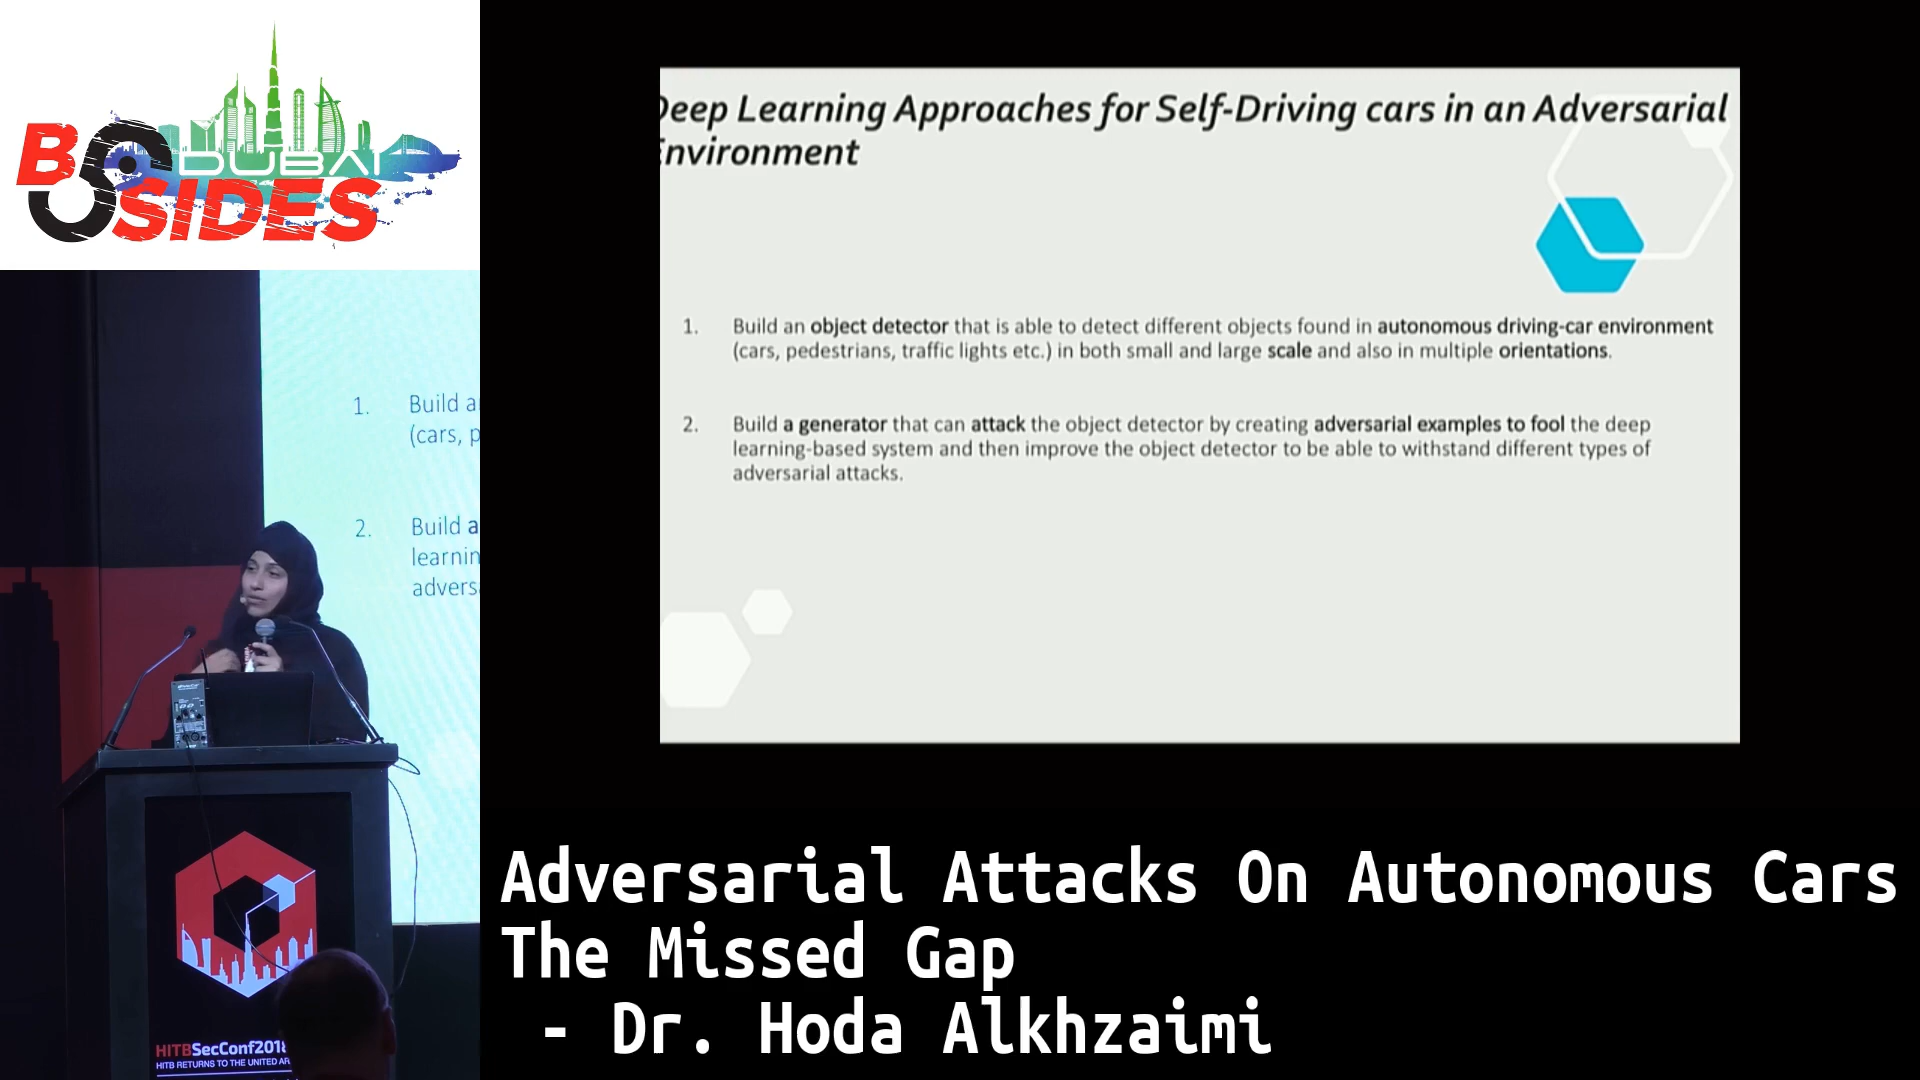 BSIDES
DUBAI
Deep Learning Approaches for Self-Driving cars in an Adversarial
Environment
1. Build an object detector that is able to detect different objects found in autonomous driving-car environment
(cars, pedestrians, traffic lights etc.) in both small and large scale and also in multiple orientations.
2. Build a generator that can attack the object detector by creating adversarial examples to fool the deep
learning-based system and then improve the object detector to be able to withstand different types of
adversarial attacks.
1. Build a
(cars, p
2. Build a
learnin
advers
HITBSecConf2018
HITB RETURNS TO THE UNITED AR
Adversarial Attacks On Autonomous Cars
The Missed Gap
- Dr. Hoda Alkhzaimi